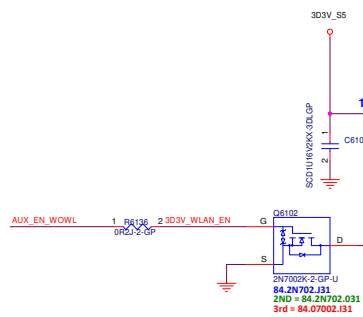 3D3V_S5
1
1
SCD1U16V2KX-3DLGP
C610
2
AUX_EN_WOWL
1 R6136 2
3D3V_WLAN_EN
0R2J-2-GP
Q6102
G
D
S
2N7002K-2-GP-U
84.2N702.J31
2ND = 84.2N702.031
3rd = 84.07002.I31